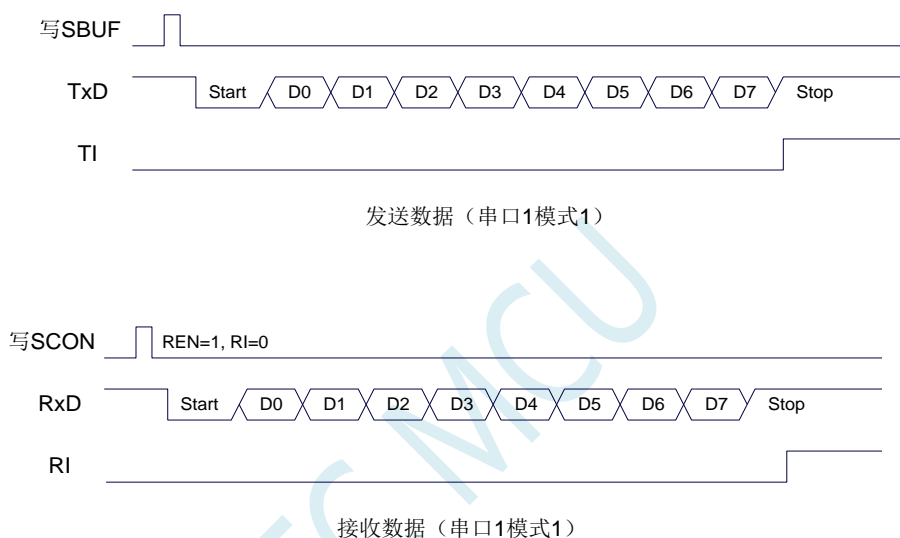 写SBUF
TxD Start D0 D1 D2 D3 D4 D5 D6 D7 Stop
TI
发送数据（串口1模式1）
写SCON REN=1, RI=0
RxD Start D0 D1 D2 D3 D4 D5 D6 D7 Stop
RI
接收数据（串口1模式1）
MCU